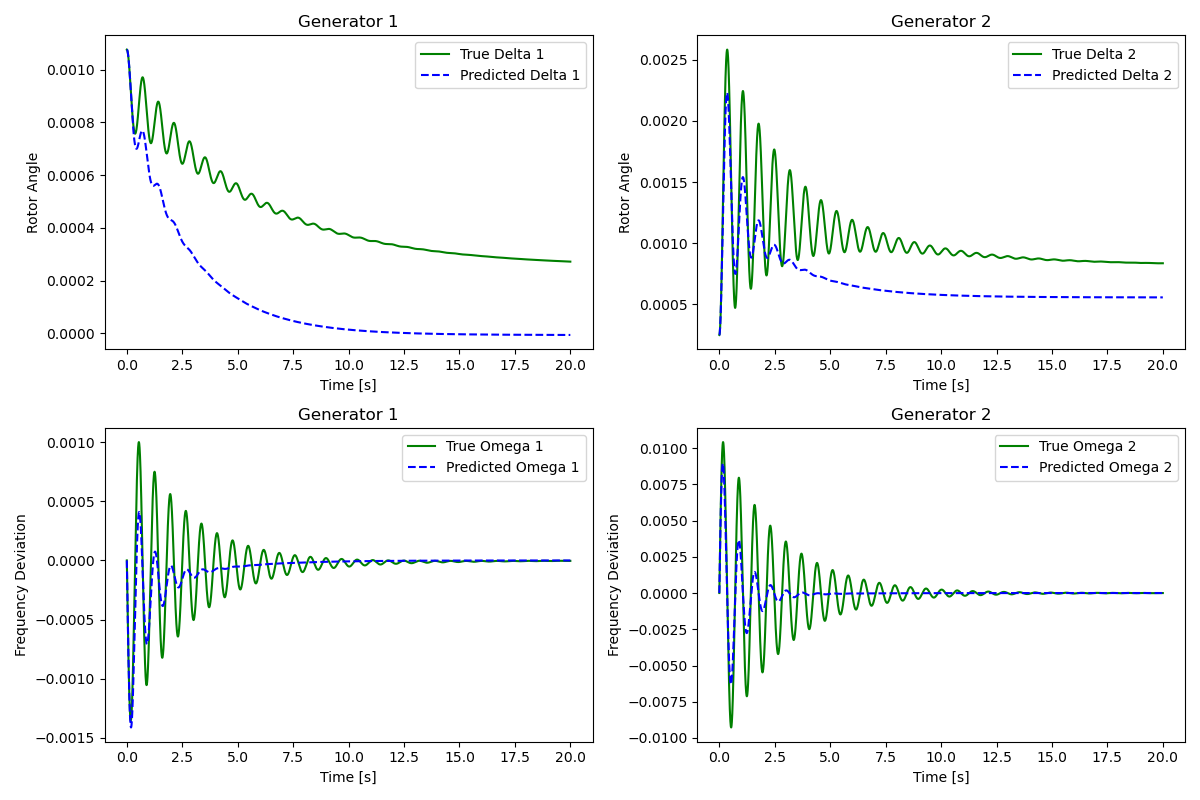 Generator 1
True Delta 1
Predicted Delta 1
0.0010
0.0008
0.0006
0.0004
0.0002
0.0000
Rotor Angle
0.0 2.5 5.0 7.5 10.0 12.5 15.0 17.5 20.0
Time [s]
Generator 2
True Delta 2
Predicted Delta 2
0.0025
0.0020
0.0015
0.0010
0.0005
Rotor Angle
0.0 2.5 5.0 7.5 10.0 12.5 15.0 17.5 20.0
Time [s]
Generator 1
True Omega 1
Predicted Omega 1
0.0010
0.0005
0.0000
−0.0005
−0.0010
−0.0015
Frequency Deviation
0.0 2.5 5.0 7.5 10.0 12.5 15.0 17.5 20.0
Time [s]
Generator 2
True Omega 2
Predicted Omega 2
0.0100
0.0075
0.0050
0.0025
0.0000
−0.0025
−0.0050
−0.0075
−0.0100
Frequency Deviation
0.0 2.5 5.0 7.5 10.0 12.5 15.0 17.5 20.0
Time [s]